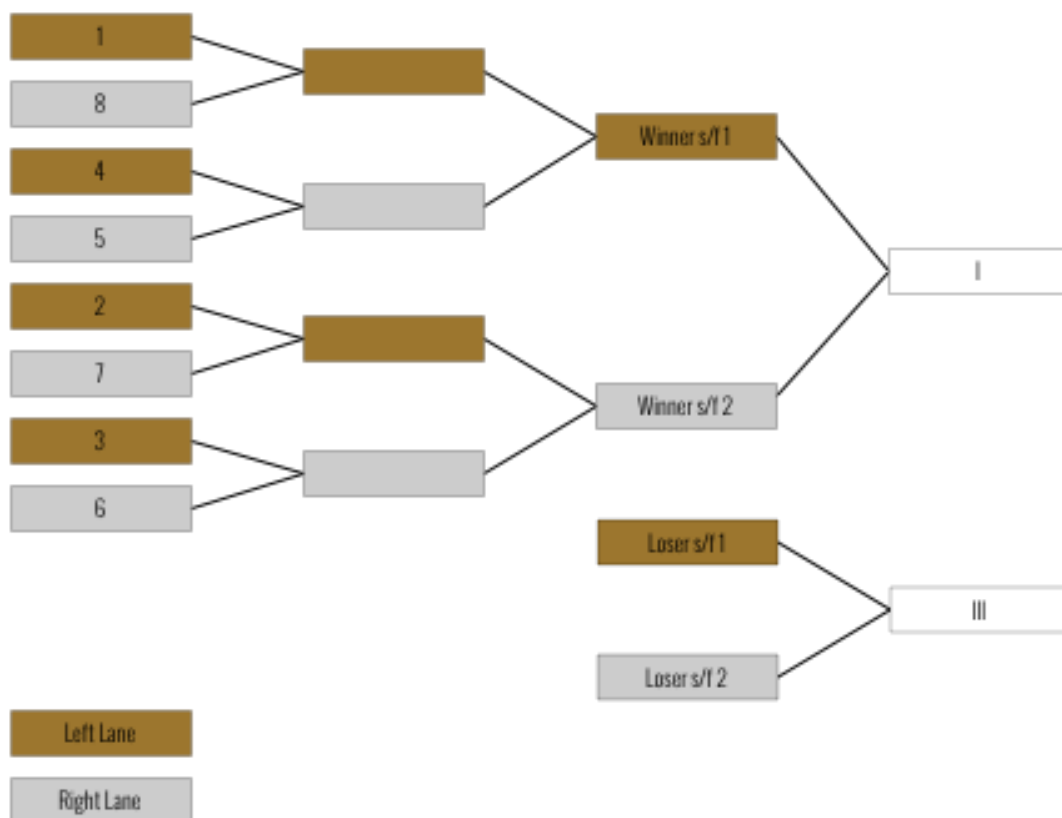 1
8
4
5
2
7
3
6
Winner s/f 1
Winner s/f 2
I
Loser s/f 1
Loser s/f 2
III
Left Lane
Right Lane